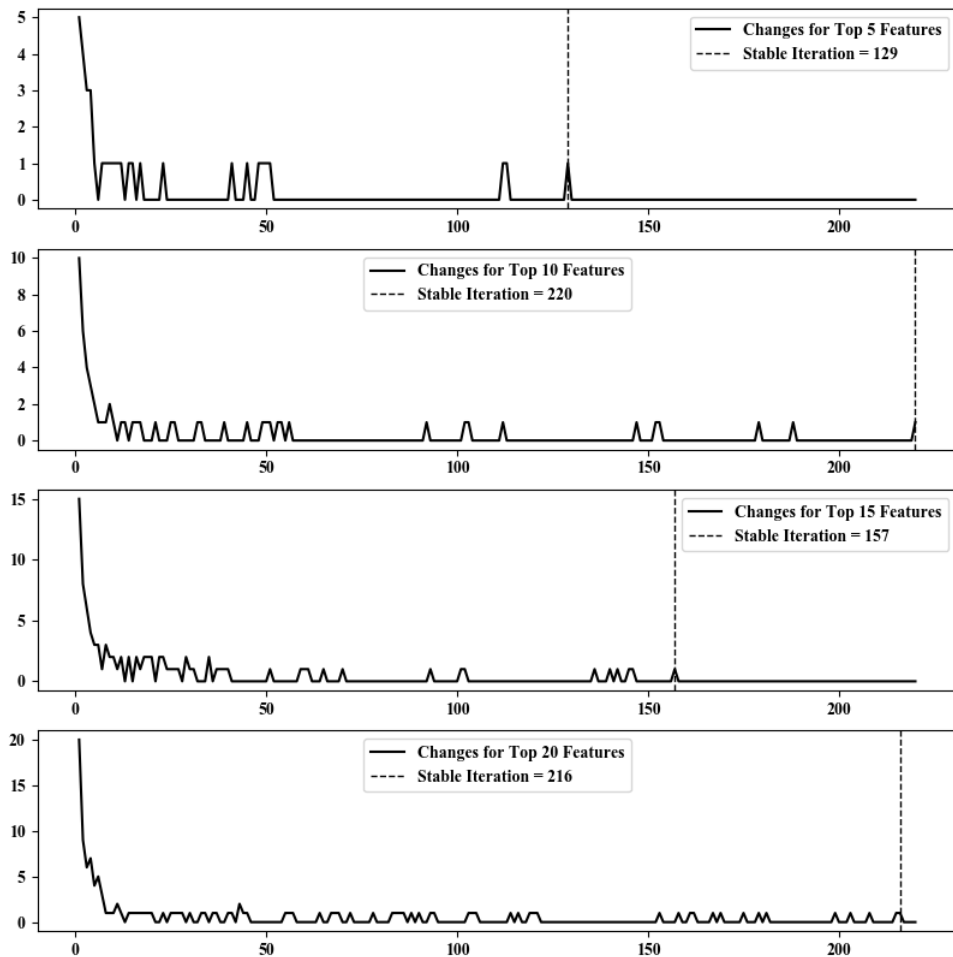 5
4
3
2
1
0
Changes for Top 5 Features
Stable Iteration = 129
0 50 100 150 200
10
8
6
4
2
0
Changes for Top 10 Features
Stable Iteration = 220
0 50 100 150 200
15
10
5
0
Changes for Top 15 Features
Stable Iteration = 157
0 50 100 150 200
20
15
10
5
0
Changes for Top 20 Features
Stable Iteration = 216
0 50 100 150 200